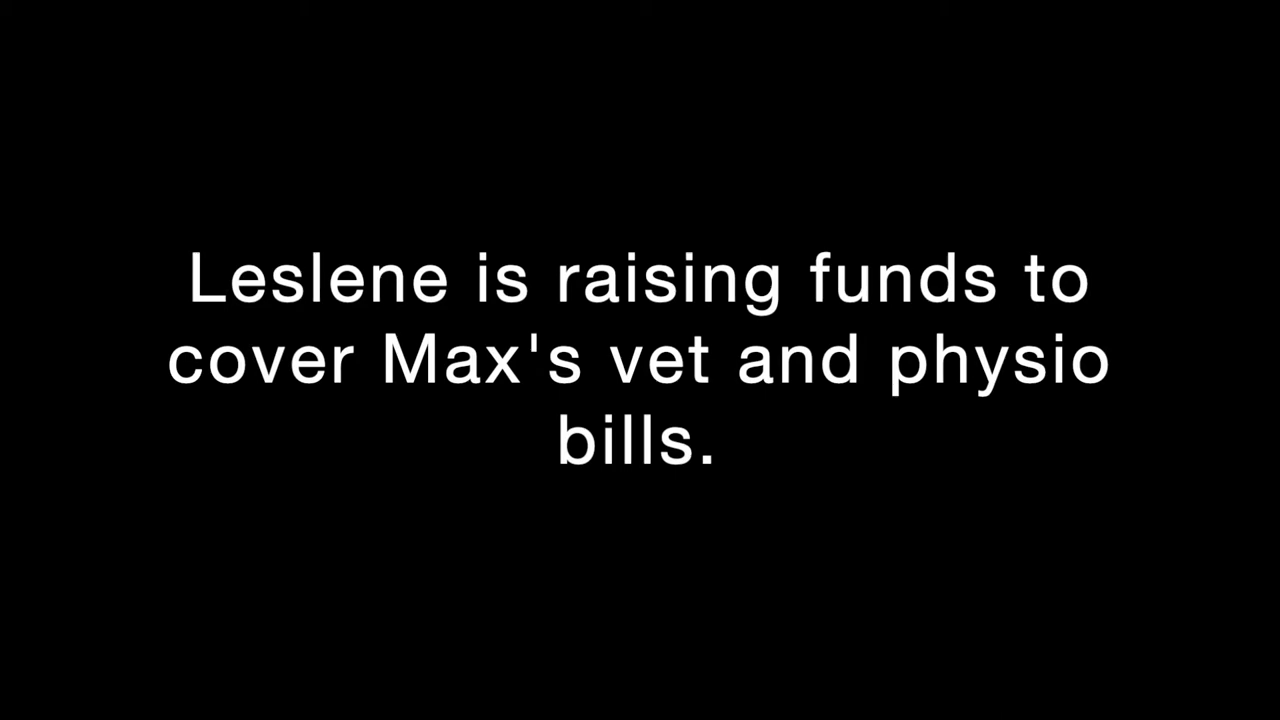 Leslene is raising funds to
cover Max's vet and physio
bills.